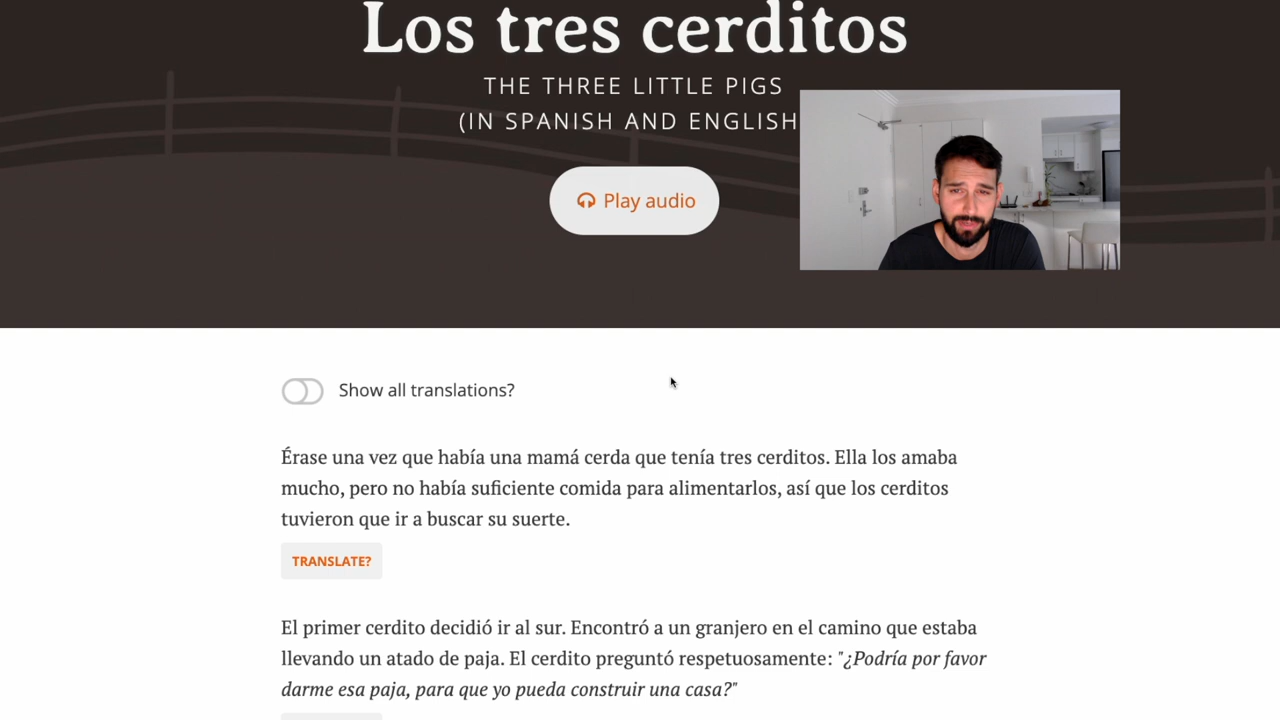 Los tres cerditos
THE THREE LITTLE PIGS
(IN SPANISH AND ENGLISH
Play audio
Show all translations?
Érase una vez que había una mamá cerda que tenía tres cerditos. Ella los amaba
mucho, pero no había suficiente comida para alimentarlos, así que los cerditos
tuvieron que ir a buscar su suerte.
TRANSLATE?
El primer cerdito decidió ir al sur. Encontró a un granjero en el camino que estaba
llevando un atado de paja. El cerdito preguntó respetuosamente: "¿Podría por favor
darme esa paja, para que yo pueda construir una casa?"